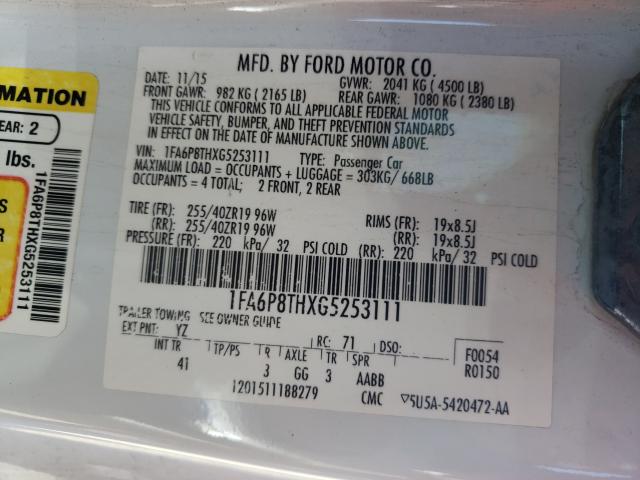 MFD. BY FORD MOTOR CO.
DATE: 11/15 GVWR: 2041 KG ( 4500 LB)
FRONT GAWR: 982 KG ( 2165 LB) REAR GAWR: 1080 KG ( 2380 LB)
THIS VEHICLE CONFORMS TO ALL APPLICABLE FEDERAL MOTOR
VEHICLE SAFETY, BUMPER, AND THEFT PREVENTION STANDARDS
IN EFFECT ON THE DATE OF MANUFACTURE SHOWN ABOVE.
VIN: 1FA6P8THXG5253111 TYPE: Passenger Car
MAXIMUM LOAD = OCCUPANTS + LUGGAGE = 303KG/ 668LB
OCCUPANTS = 4 TOTAL; 2 FRONT, 2 REAR
TIRE (FR): 255/40ZR19 96W RIMS (FR): 19x8.5J
(RR): 255/40ZR19 96W (RR): 19x8.5J
PRESSURE (FR): 220 kPa/ 32 PSI COLD (RR): 220 kPa/ 32 PSI COLD
1FA6P8THXG5253111
TRAILER TOWING SEE OWNER GUIDE
EXT PNT: YZ RC: 71 DSO: F0054
R0150
INT TR TP/PS R AXLE TR SPR
41 3 GG 3 AABB
1201511188279 CMC ▽5U5A-5420472-AA
RMATION
EAR: 2
lbs.
S
R
1FA6P8THXG5253111